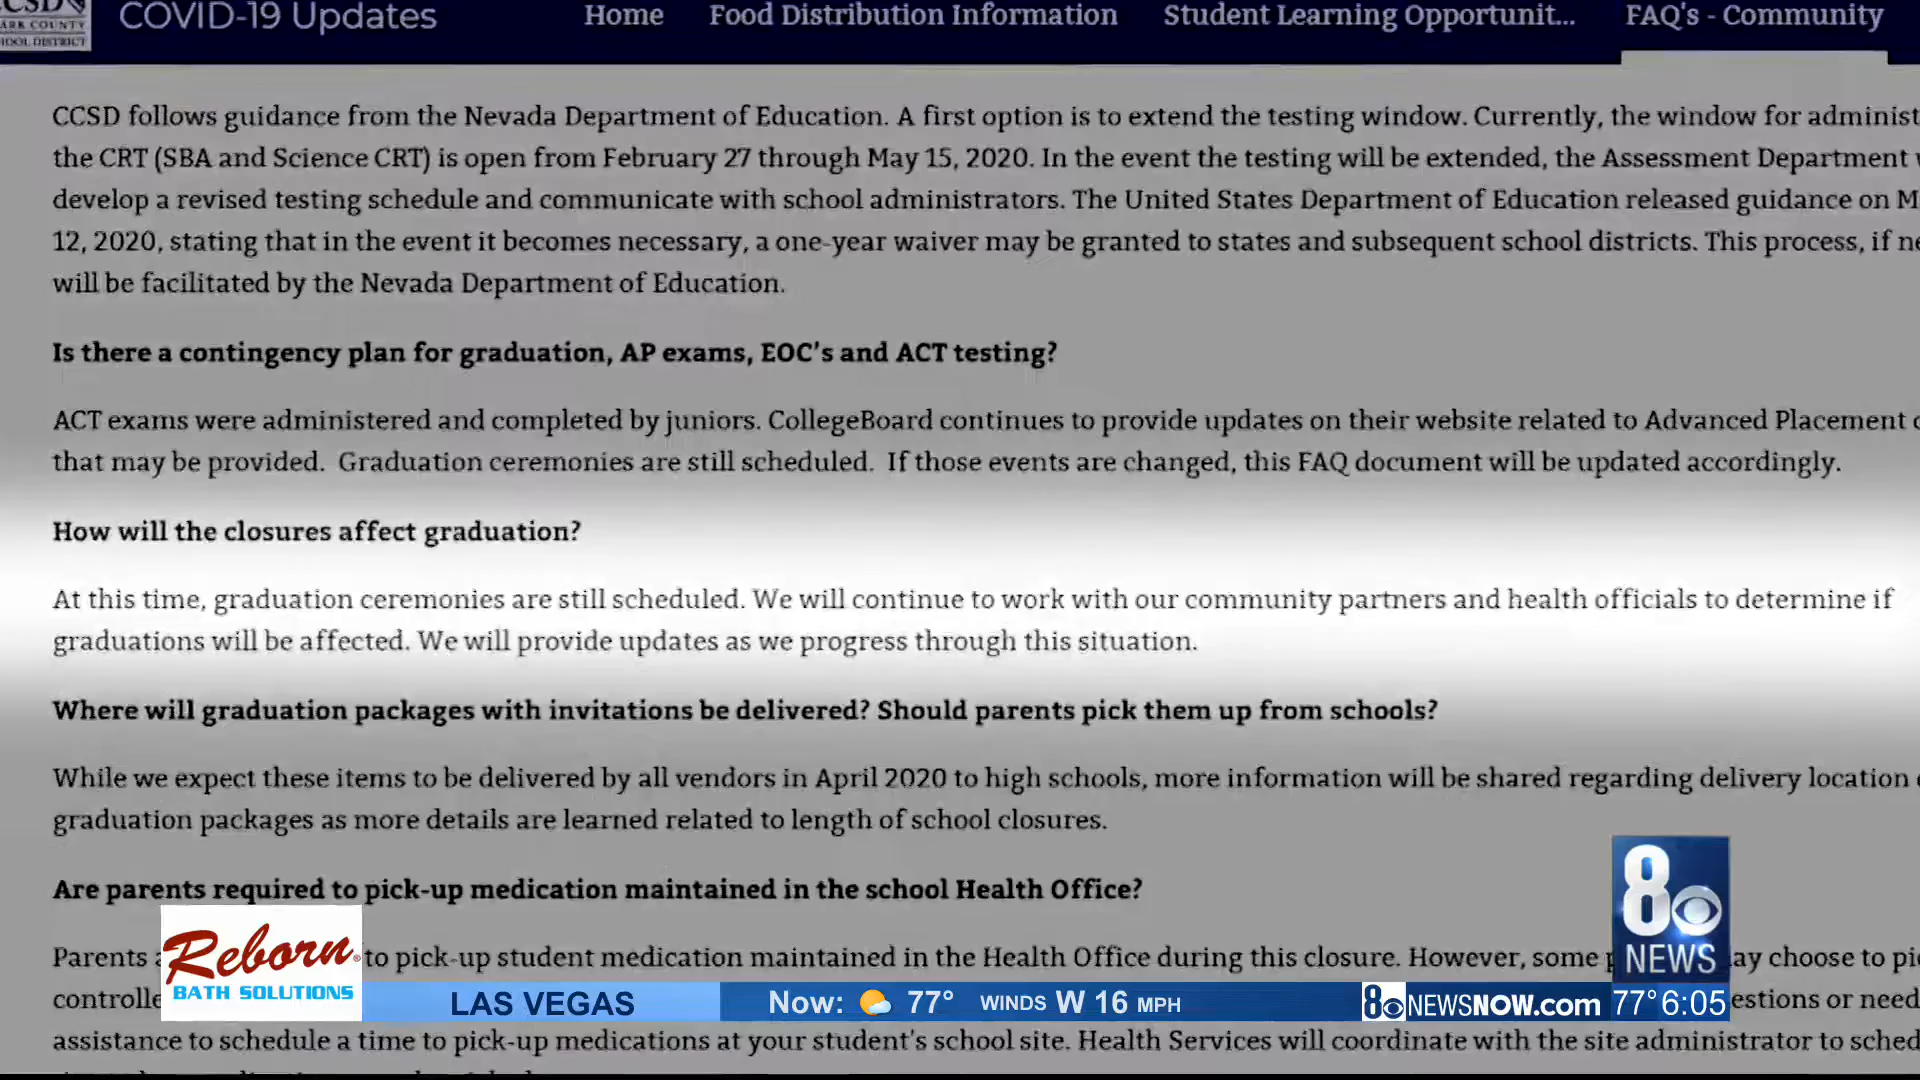 CCSD
ARK COUNTY
HOOL DISTRICT
COVID-19 Updates
Home
Food Distribution Information
Student Learning Opportunit...
FAQ's - Community
CCSD follows guidance from the Nevada Department of Education. A first option is to extend the testing window. Currently, the window for administ
the CRT (SBA and Science CRT) is open from February 27 through May 15, 2020. In the event the testing will be extended, the Assessment Department
develop a revised testing schedule and communicate with school administrators. The United States Department of Education released guidance on M
12, 2020, stating that in the event it becomes necessary, a one-year waiver may be granted to states and subsequent school districts. This process, if ne
will be facilitated by the Nevada Department of Education.
Is there a contingency plan for graduation, AP exams, EOC's and ACT testing?
ACT exams were administered and completed by juniors. CollegeBoard continues to provide updates on their website related to Advanced Placement
that may be provided. Graduation ceremonies are still scheduled. If those events are changed, this FAQ document will be updated accordingly.
How will the closures affect graduation?
At this time, graduation ceremonies are still scheduled. We will continue to work with our community partners and health officials to determine if
graduations will be affected. We will provide updates as we progress through this situation.
Where will graduation packages with invitations be delivered? Should parents pick them up from schools?
While we expect these items to be delivered by all vendors in April 2020 to high schools, more information will be shared regarding delivery location
graduation packages as more details are learned related to length of school closures.
Are parents required to pick-up medication maintained in the school Health Office?
Parents to pick-up student medication maintained in the Health Office during this closure. However, some ay choose to pi
controlle estions or need
assistance to schedule a time to pick-up medications at your student's school site. Health Services will coordinate with the site administrator to sched
Reborn®
BATH SOLUTIONS
LAS VEGAS
Now: 77° WINDS W 16 MPH
8 NEWSNOW.com 77° 6:05
8
NEWS